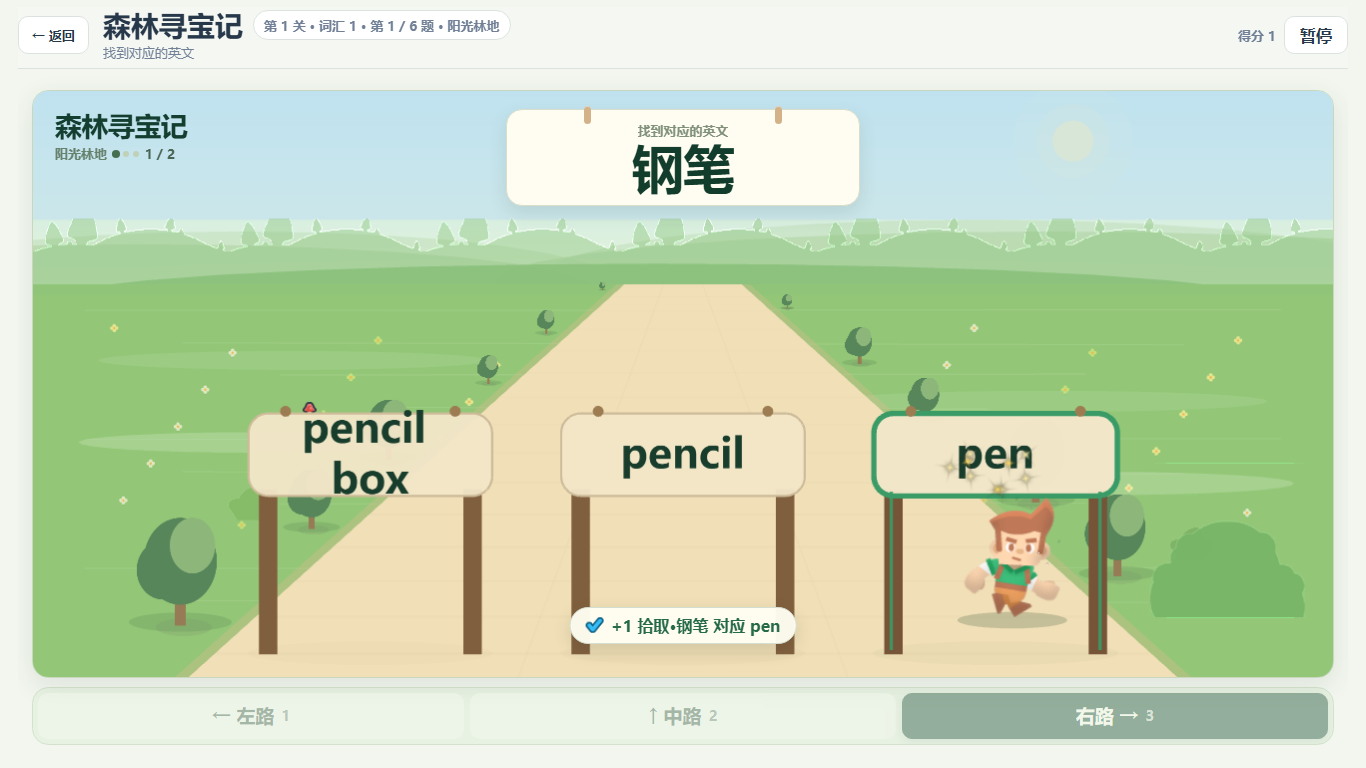 ← 返回
森林寻宝记
第 1 关 • 词汇 1 • 第 1 / 6 题 • 阳光林地
找到对应的英文
得分 1
暂停
森林寻宝记
阳光林地 1 / 2
找到对应的英文
钢笔
pencil
box
pencil
pen
+1 拾取•钢笔 对应 pen
← 左路 1
↑ 中路 2
右路 → 3